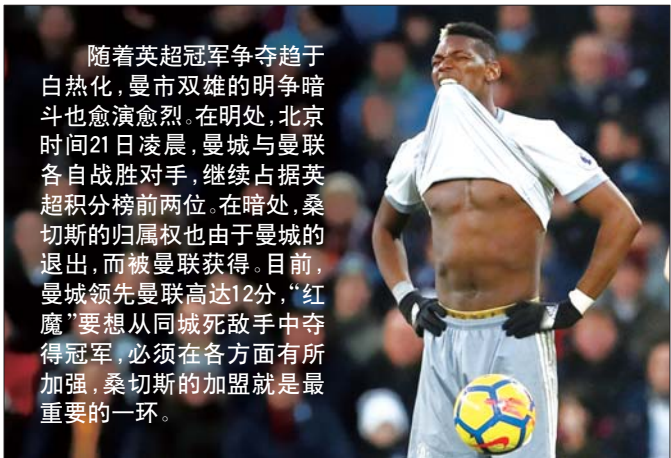 随着英超冠军争夺趋于
白热化,曼市双雄的明争暗
斗也愈演愈烈。在明处,北京
时间21日凌晨,曼城与曼联
各自战胜对手,继续占据英
超积分榜前两位。在暗处,桑
切斯的归属权也由于曼城的
退出,而被曼联获得。目前,
曼城领先曼联高达12分,“红
魔”要想从同城死敌手中夺
得冠军,必须在各方面有所
加强,桑切斯的加盟就是最
重要的一环。